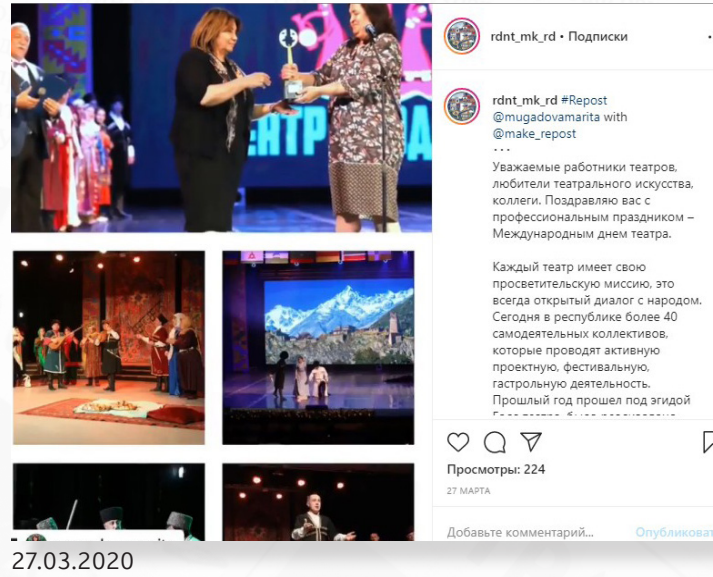 ЕНТР
rdnt_mk_rd • Подписки
rdnt_mk_rd #Repost
@mugadovamarita with
@make_repost
• • •
Уважаемые работники театров,
любители театрального искусства,
коллеги. Поздравляю вас с
профессиональным праздником –
Международным днем театра.
Каждый театр имеет свою
просветительскую миссию, это
всегда открытый диалог с народом.
Сегодня в республике более 40
самодеятельных коллективов,
которые проводят активную
проектную, фестивальную,
гастрольную деятельность.
Прошлый год прошел под эгидой
Просмотры: 224
27 МАРТА
Добавьте комментарий...
Опубликоват
27.03.2020